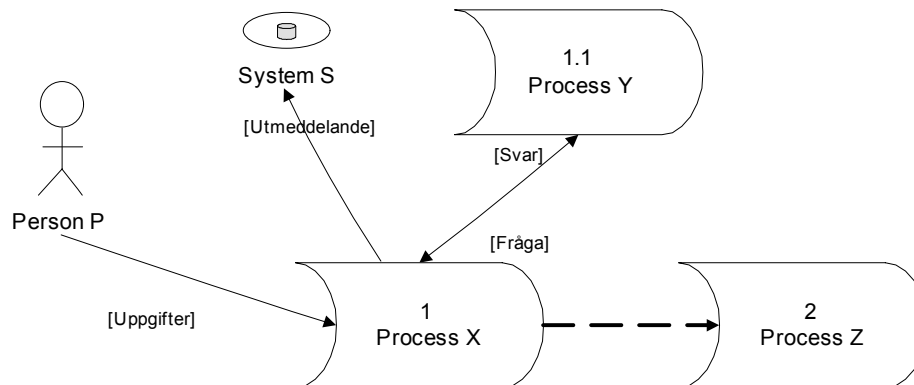 1.1
Process Y
System S
[Utmeddelande]
[Svar]
Person P
[Fråga]
[Uppgifter]
1
Process X
2
Process Z